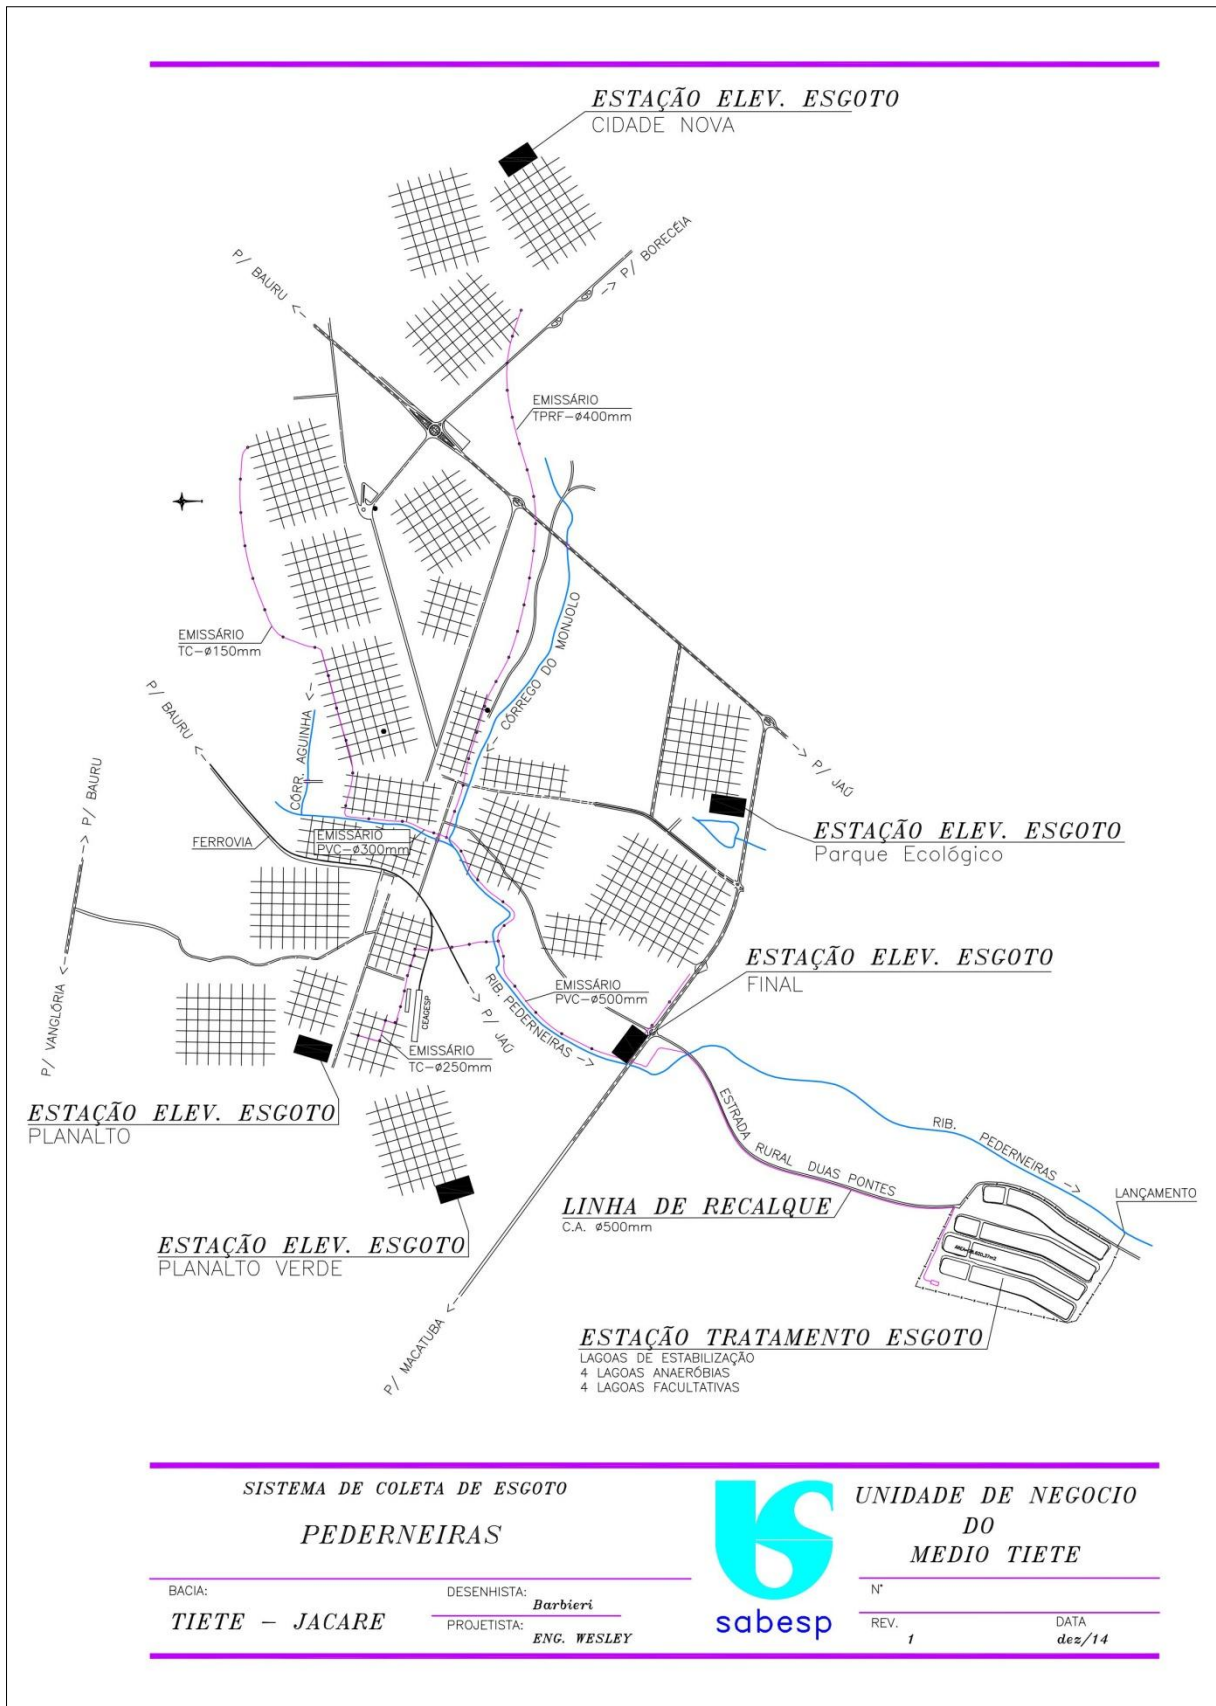 ESTAÇÃO ELEV. ESGOTO
CIDADE NOVA
P/ BAURU <-
-> P/ BORECÉIA
EMISSÁRIO
TPRF-ø400mm
EMISSÁRIO
TC-ø150mm
CÓRREGO DO MONJOLO
<-
P/ BAURU <-
CÓRR. AGUINHA <-
-> P/ BAURU
-> P/ JAÚ
FERROVIA
EMISSÁRIO
PVC-ø300mm
ESTAÇÃO ELEV. ESGOTO
Parque Ecológico
ESTAÇÃO ELEV. ESGOTO
FINAL
P/ VANGLÓRIA <-
EMISSÁRIO
PVC-ø500mm
RIB. PEDERNEIRAS ->
CEAGESP
-> P/ JAÚ
EMISSÁRIO
TC-ø250mm
ESTAÇÃO ELEV. ESGOTO
PLANALTO
ESTRADA RURAL DUAS PONTES
RIB. PEDERNEIRAS ->
LANÇAMENTO
LINHA DE RECALQUE
C.A. ø500mm
ESTAÇÃO ELEV. ESGOTO
PLANALTO VERDE
P/ MACATUBA <-
ESTAÇÃO TRATAMENTO ESGOTO
LAGOAS DE ESTABILIZAÇÃO
4 LAGOAS ANAERÓBIAS
4 LAGOAS FACULTATIVAS
SISTEMA DE COLETA DE ESGOTO
PEDERNEIRAS
BACIA:
TIETE - JACARE
DESENHISTA:
Barbieri
PROJETISTA:
ENG. WESLEY
sabesp
UNIDADE DE NEGOCIO
DO
MEDIO TIETE
N°
REV.
1
DATA
dez/14